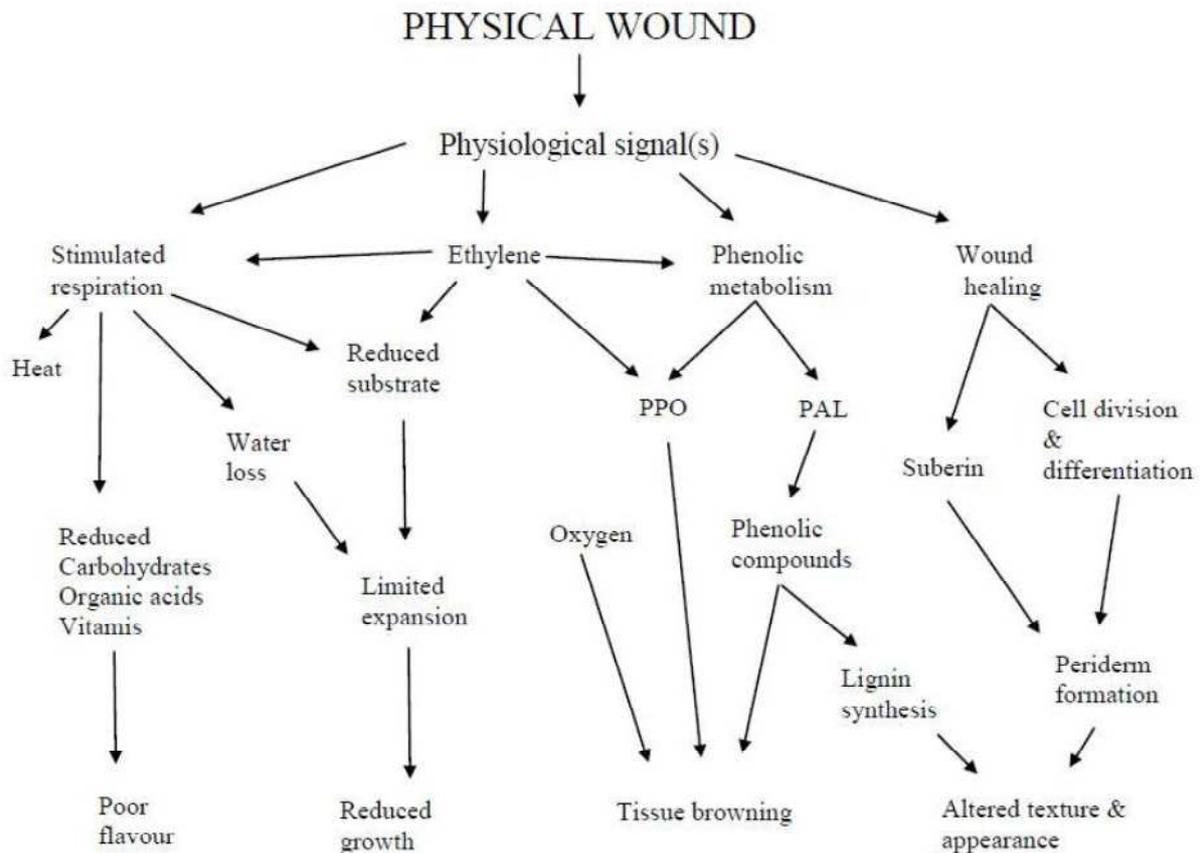 PHYSICAL WOUND
Physiological signal(s)
Stimulated
respiration
Ethylene
Phenolic
metabolism
Wound
healing
Heat
Reduced
substrate
PPO
PAL
Cell division
&
differentiation
Water
loss
Suberin
Reduced
Carbohydrates
Organic acids
Vitamis
Oxygen
Phenolic
compounds
Limited
expansion
Lignin
synthesis
Periderm
formation
Poor
flavour
Reduced
growth
Tissue browning
Altered texture &
appearance